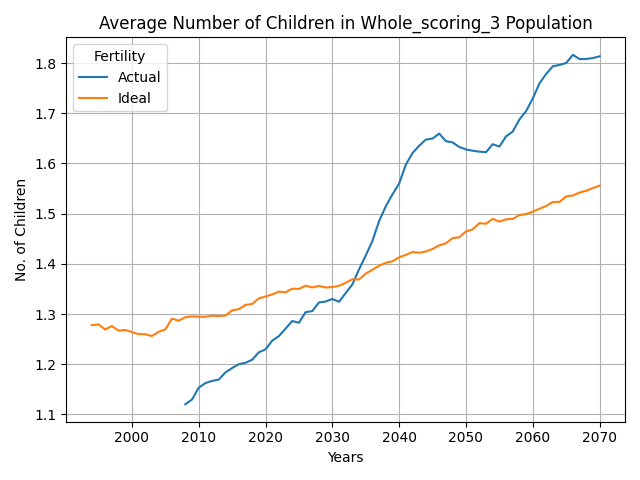 Average Number of Children in Whole_scoring_3 Population
Fertility
Actual
Ideal
No. of Children
1.8
1.7
1.6
1.5
1.4
1.3
1.2
1.1
2000 2010 2020 2030 2040 2050 2060 2070
Years